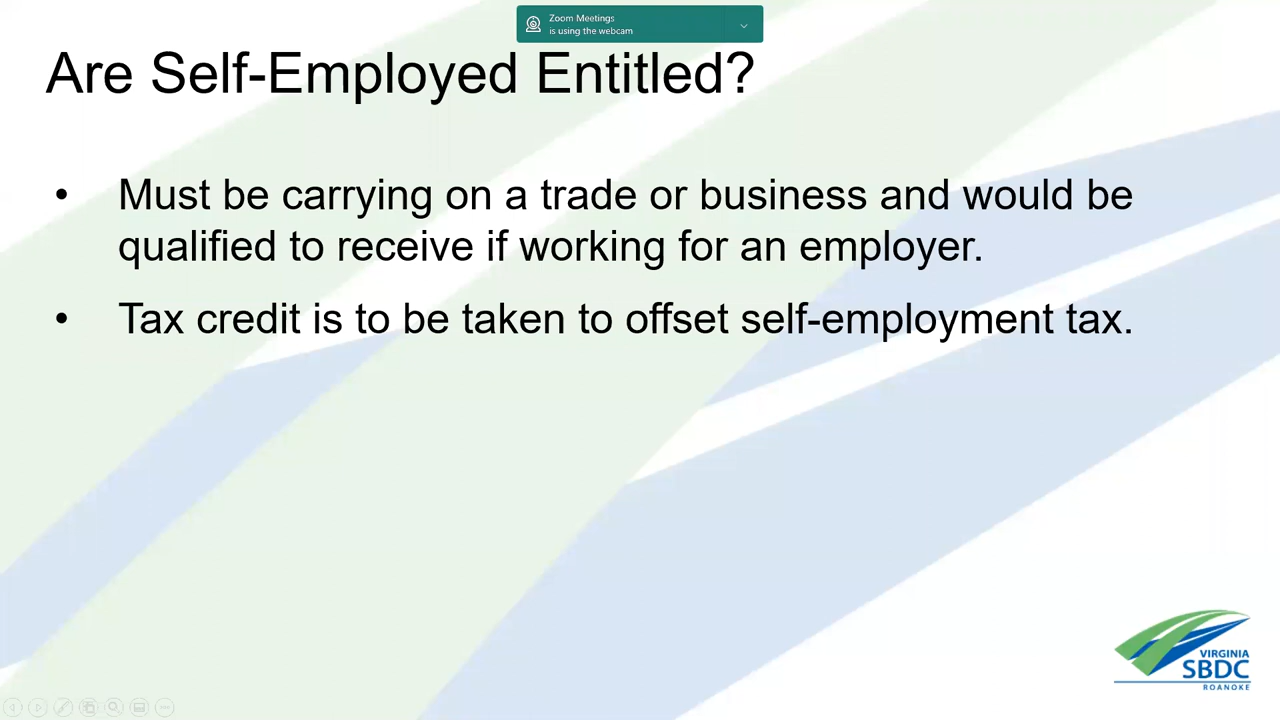 Zoom Meetings
is using the webcam
Are Self-Employed Entitled?
• Must be carrying on a trade or business and would be
qualified to receive if working for an employer.
• Tax credit is to be taken to offset self-employment tax.
VIRGINIA
SBDC
ROANOKE